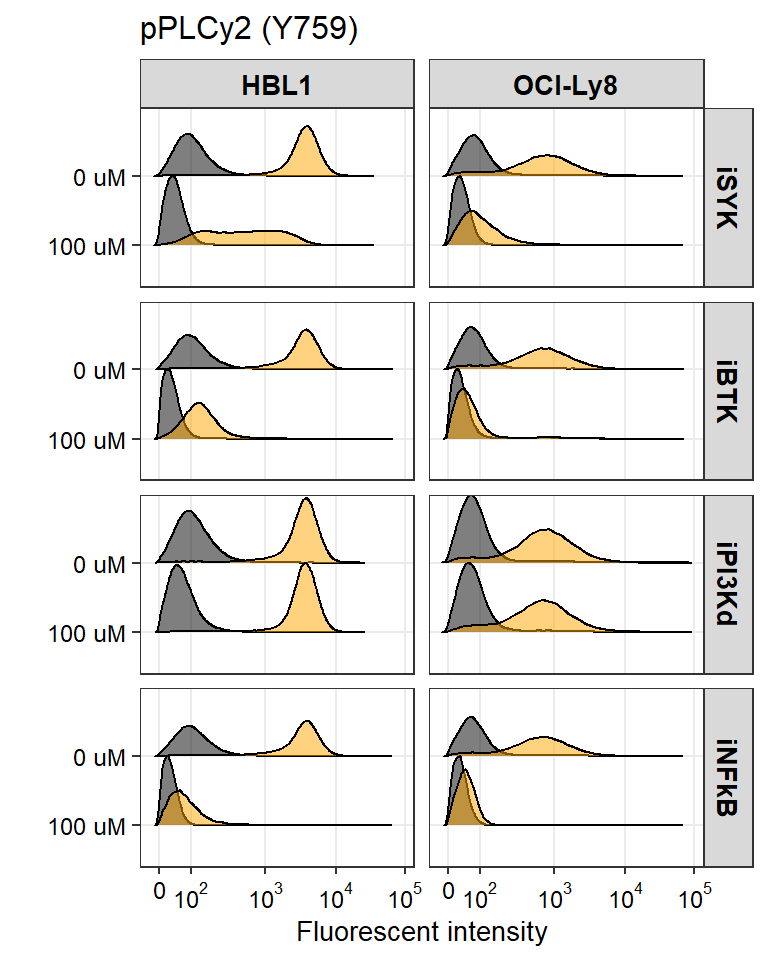 pPLCy2 (Y759)
HBL1 OCI-Ly8
0 uM
100 uM
iSYK
0 uM
100 uM
iBTK
0 uM
100 uM
iPI3Kd
0 uM
100 uM
iNFkB
0 10² 10³ 10⁴ 10⁵ 0 10² 10³ 10⁴ 10⁵
Fluorescent intensity